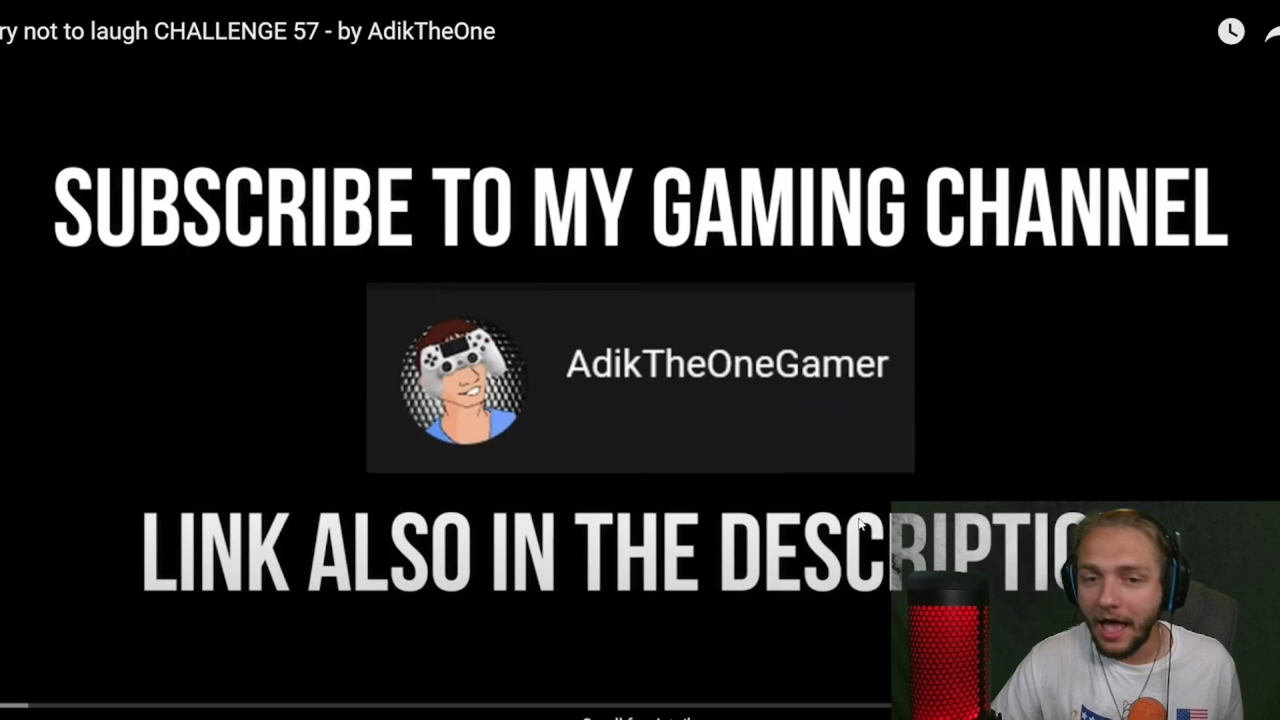 ry not to laugh CHALLENGE 57 - by AdikTheOne
SUBSCRIBE TO MY GAMING CHANNEL
AdikTheOneGamer
LINK ALSO IN THE DESCRIPTIO